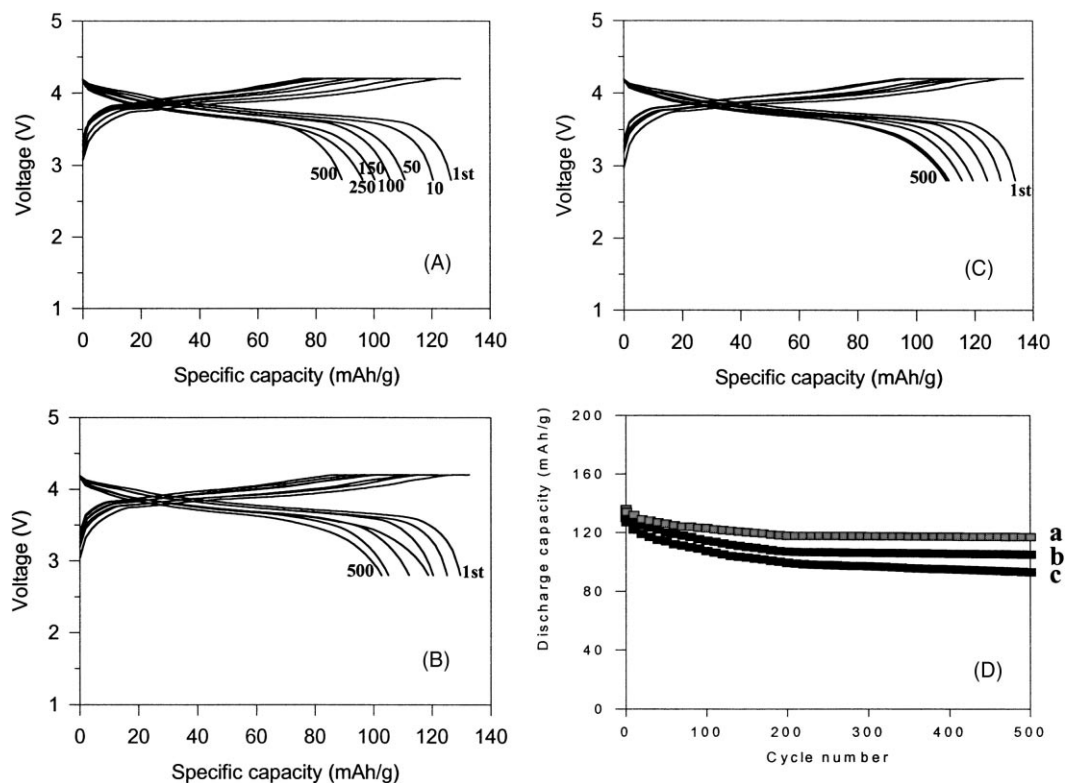 5
4
3
2
1
Voltage (V)
500
250
150
100
50
10
1st
(A)
0 20 40 60 80 100 120 140
Specific capacity (mAh/g)
5
4
3
2
1
Voltage (V)
500
1st
(C)
0 20 40 60 80 100 120 140
Specific capacity (mAh/g)
5
4
3
2
1
Voltage (V)
500
1st
(B)
0 20 40 60 80 100 120 140
Specific capacity (mAh/g)
200
160
120
80
40
0
Discharge capacity (mAh/g)
a
b
c
(D)
0 100 200 300 400 500
Cycle number